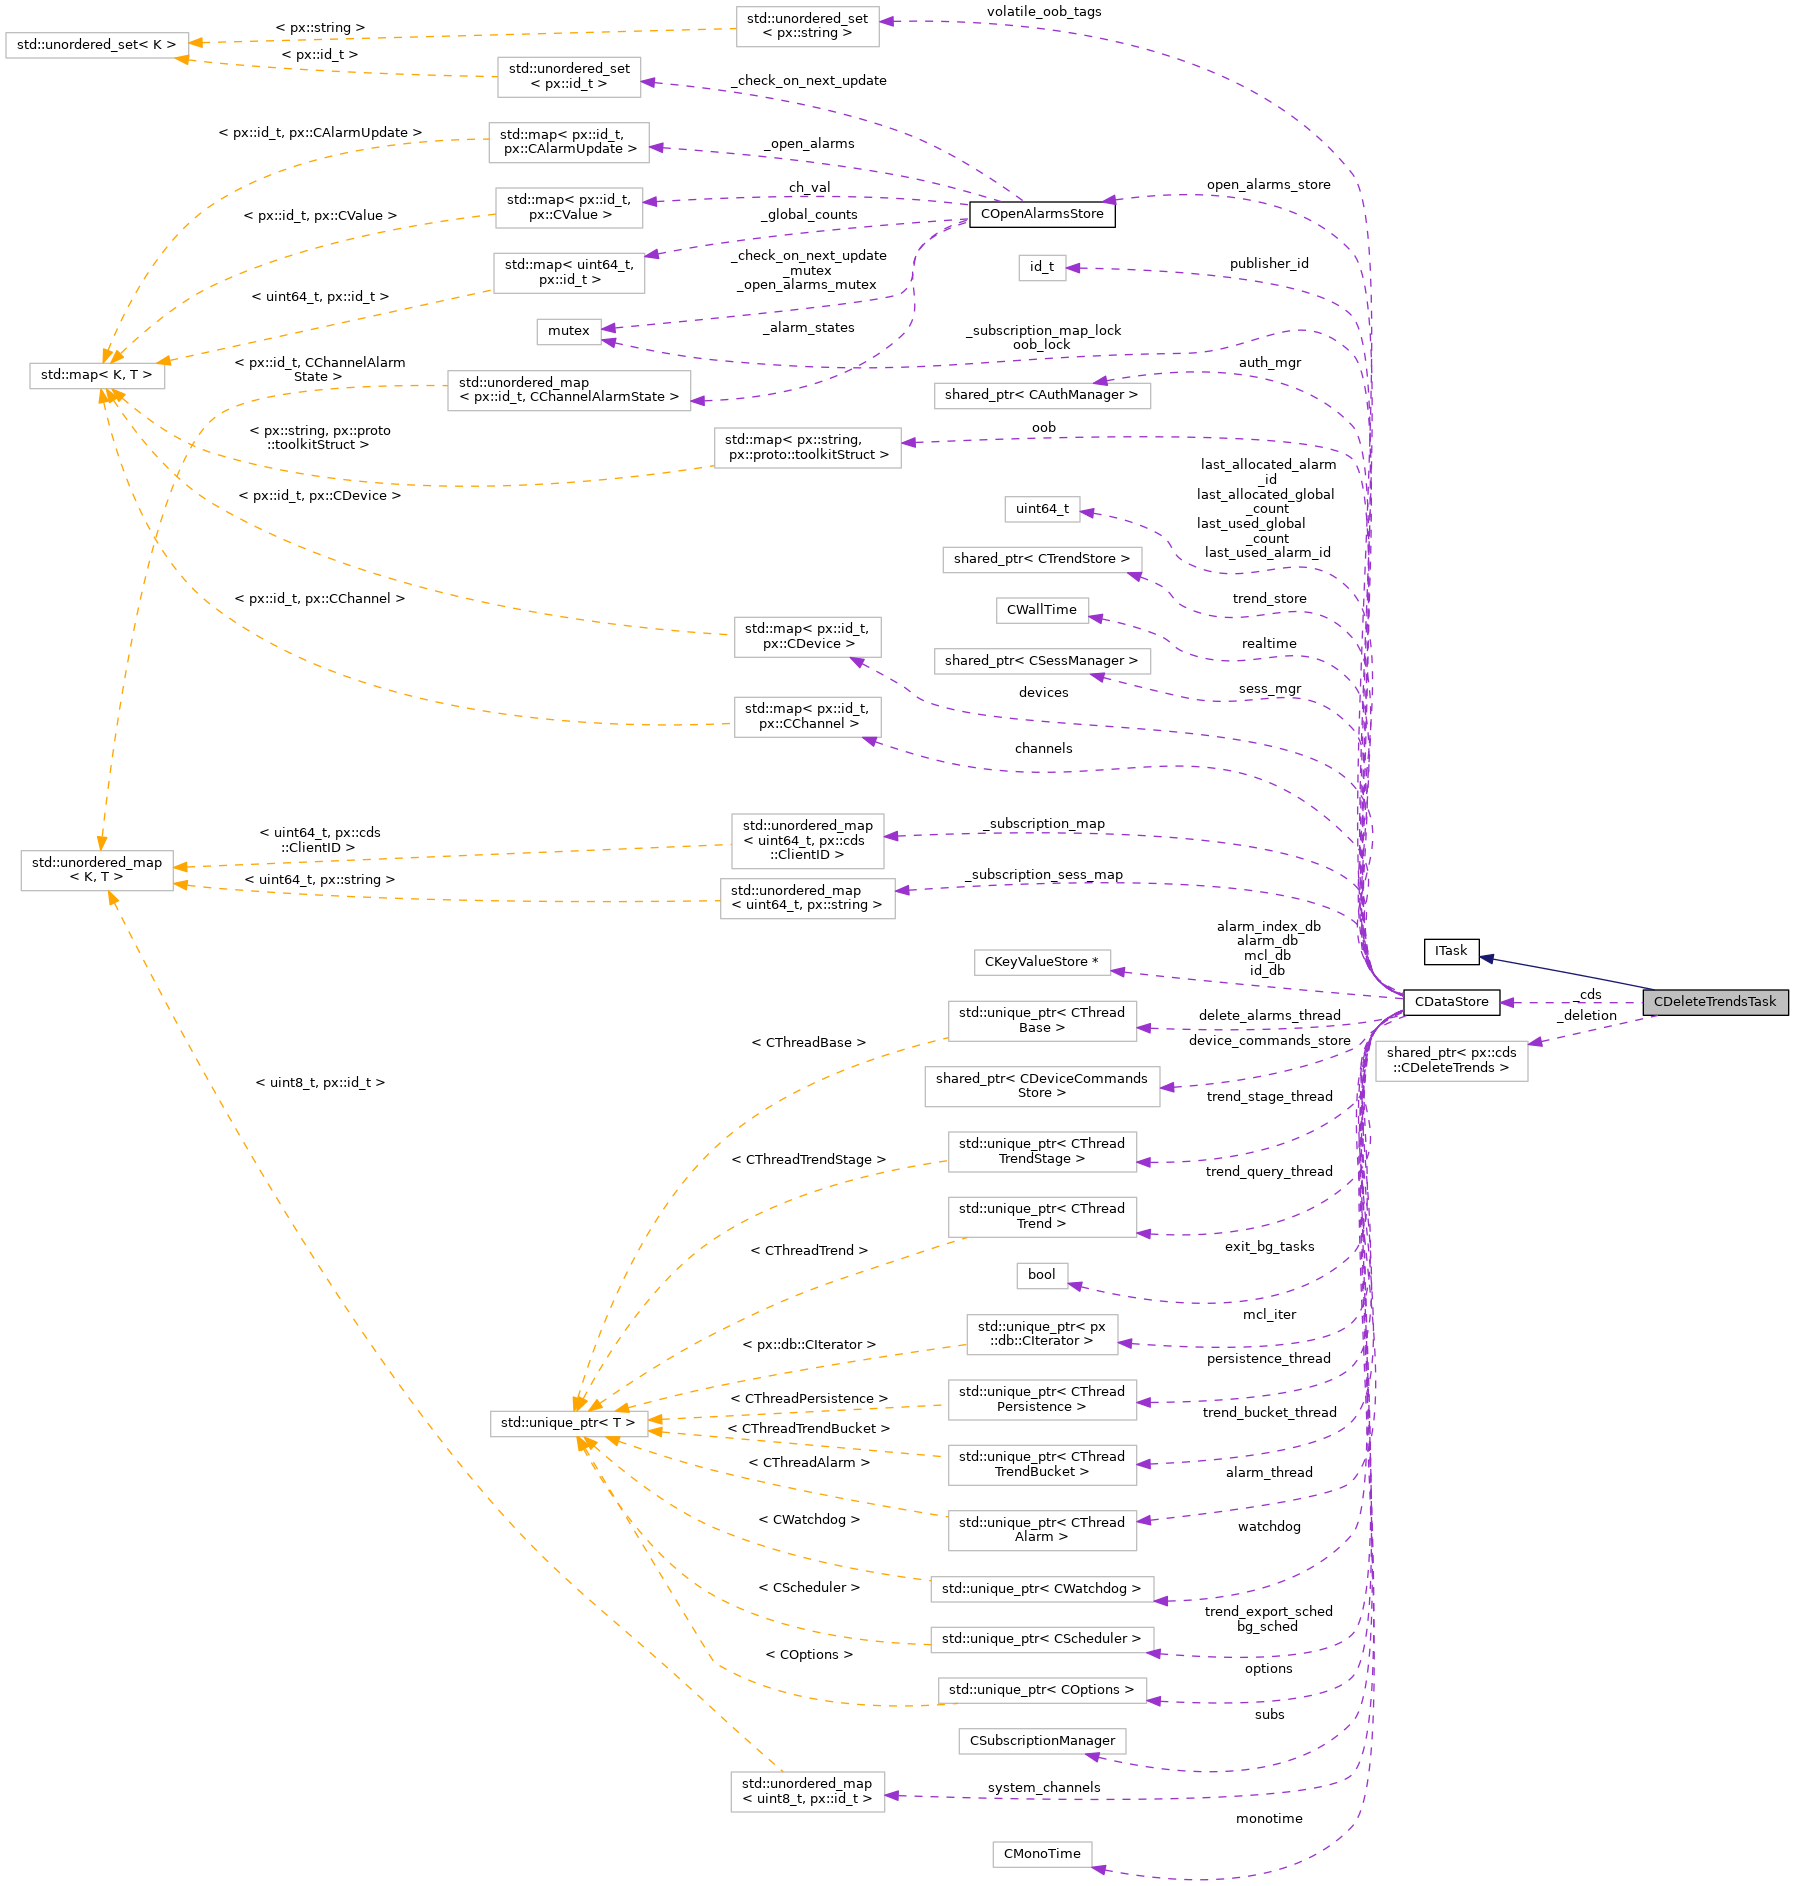 volatile_oob_tags
std::unordered_set
< px::string >
< px::string >
std::unordered_set< K >
< px::id_t >
std::unordered_set
< px::id_t >
_check_on_next_update
< px::id_t, px::CAlarmUpdate >
std::map< px::id_t,
px::CAlarmUpdate >
_open_alarms
open_alarms_store
ch_val
std::map< px::id_t,
px::CValue >
< px::id_t, px::CValue >
_global_counts
COpenAlarmsStore
_check_on_next_update
_mutex
_open_alarms_mutex
std::map< uint64_t,
px::id_t >
publisher_id
id_t
< uint64_t, px::id_t >
mutex
_alarm_states
_subscription_map_lock
oob_lock
< px::id_t, CChannelAlarm
State >
std::map< K, T >
auth_mgr
std::unordered_map
< px::id_t, CChannelAlarmState >
shared_ptr< CAuthManager >
< px::string, px::proto
::toolkitStruct >
oob
std::map< px::string,
px::proto::toolkitStruct >
last_allocated_alarm
_id
last_allocated_global
_count
last_used_global
_count
last_used_alarm_id
< px::id_t, px::CDevice >
uint64_t
shared_ptr< CTrendStore >
< px::id_t, px::CChannel >
trend_store
CWallTime
std::map< px::id_t,
px::CDevice >
realtime
shared_ptr< CSessManager >
sess_mgr
devices
std::map< px::id_t,
px::CChannel >
channels
< uint64_t, px::cds
::ClientID >
std::unordered_map
< uint64_t, px::cds
::ClientID >
_subscription_map
std::unordered_map
< K, T >
< uint64_t, px::string >
std::unordered_map
< uint64_t, px::string >
_subscription_sess_map
alarm_index_db
alarm_db
mcl_db
id_db
CKeyValueStore *
ITask
CDataStore
_cds
CDeleteTrendsTask
_deletion
std::unique_ptr< CThread
Base >
delete_alarms_thread
< CThreadBase >
device_commands_store
shared_ptr< px::cds
::CDeleteTrends >
< uint8_t, px::id_t >
shared_ptr< CDeviceCommands
Store >
trend_stage_thread
< CThreadTrendStage >
std::unique_ptr< CThread
TrendStage >
trend_query_thread
std::unique_ptr< CThread
Trend >
< CThreadTrend >
exit_bg_tasks
bool
mcl_iter
std::unique_ptr< px
::db::CIterator >
< px::db::CIterator >
persistence_thread
< CThreadPersistence >
std::unique_ptr< CThread
Persistence >
trend_bucket_thread
std::unique_ptr< T >
< CThreadTrendBucket >
std::unique_ptr< CThread
TrendBucket >
< CThreadAlarm >
alarm_thread
< CWatchdog >
std::unique_ptr< CThread
Alarm >
watchdog
< CScheduler >
std::unique_ptr< CWatchdog >
trend_export_sched
bg_sched
std::unique_ptr< CScheduler >
< COptions >
options
std::unique_ptr< COptions >
subs
CSubscriptionManager
std::unordered_map
< uint8_t, px::id_t >
system_channels
monotime
CMonoTime